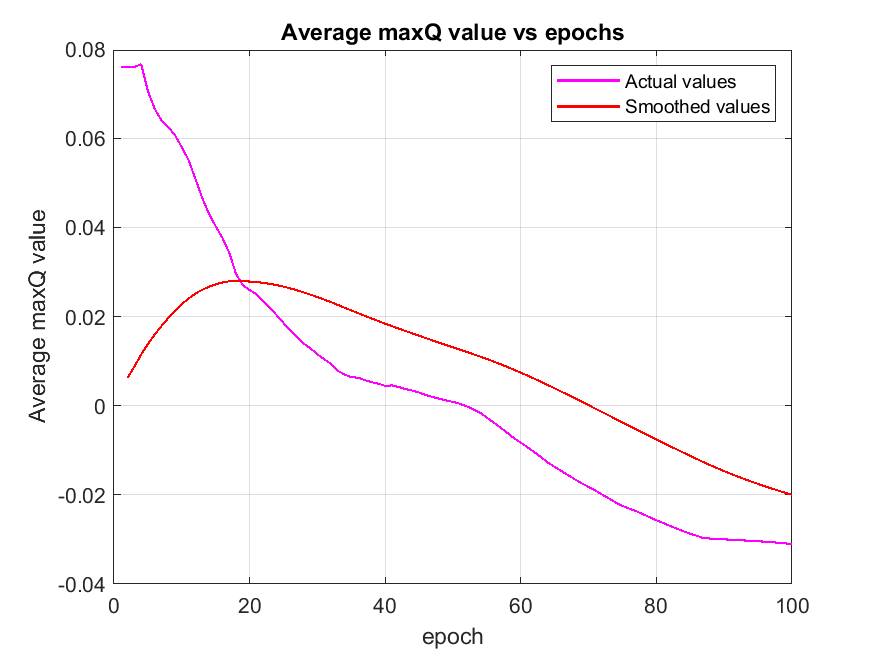 Average maxQ value vs epochs
Actual values
Smoothed values
Average maxQ value
0.08
0.06
0.04
0.02
0
-0.02
-0.04
0 20 40 60 80 100
epoch